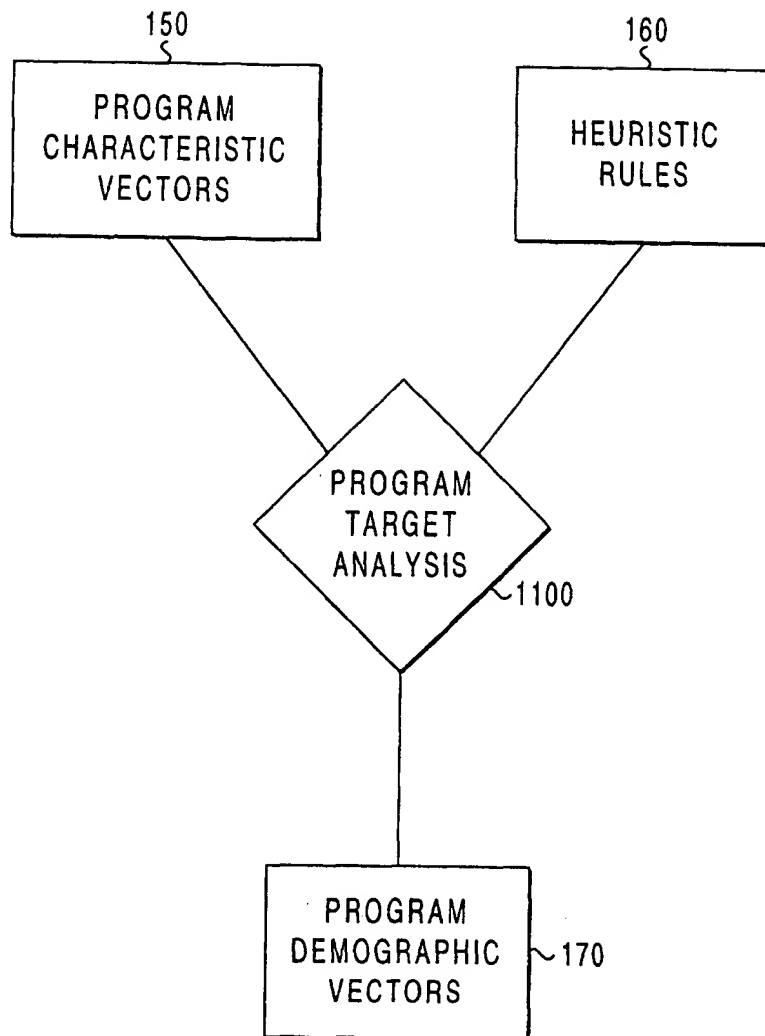 150
PROGRAM
CHARACTERISTIC
VECTORS
160
HEURISTIC
RULES
PROGRAM
TARGET
ANALYSIS
1100
PROGRAM
DEMOGRAPHIC
VECTORS
170